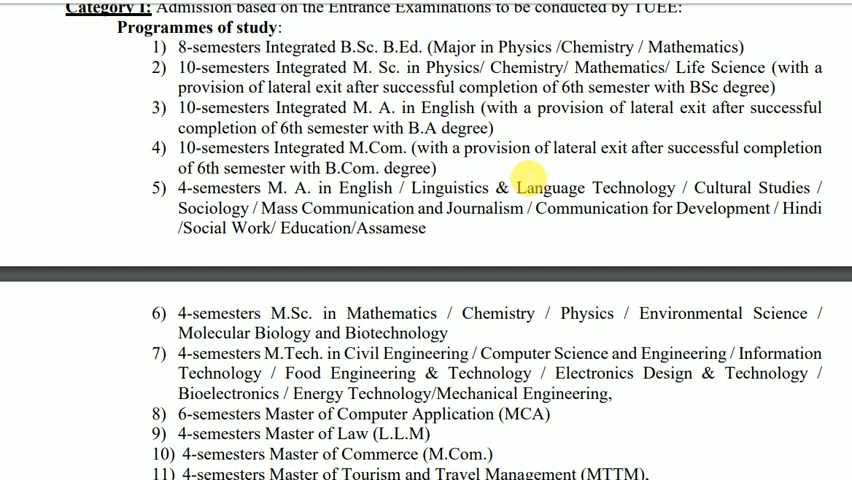 Category I: Admission based on the Entrance Examinations to be conducted by TUEE:
Programmes of study:
1) 8-semesters Integrated B.Sc. B.Ed. (Major in Physics /Chemistry / Mathematics)
2) 10-semesters Integrated M. Sc. in Physics/ Chemistry/ Mathematics/ Life Science (with a
provision of lateral exit after successful completion of 6th semester with BSc degree)
3) 10-semesters Integrated M. A. in English (with a provision of lateral exit after successful
completion of 6th semester with B.A degree)
4) 10-semesters Integrated M.Com. (with a provision of lateral exit after successful completion
of 6th semester with B.Com. degree)
5) 4-semesters M. A. in English / Linguistics & Language Technology / Cultural Studies /
Sociology / Mass Communication and Journalism / Communication for Development / Hindi
/Social Work/ Education/Assamese
6) 4-semesters M.Sc. in Mathematics / Chemistry / Physics / Environmental Science /
Molecular Biology and Biotechnology
7) 4-semesters M.Tech. in Civil Engineering / Computer Science and Engineering / Information
Technology / Food Engineering & Technology / Electronics Design & Technology /
Bioelectronics / Energy Technology/Mechanical Engineering,
8) 6-semesters Master of Computer Application (MCA)
9) 4-semesters Master of Law (L.L.M)
10) 4-semesters Master of Commerce (M.Com.)
11) 4-semesters Master of Tourism and Travel Management (MTTM),